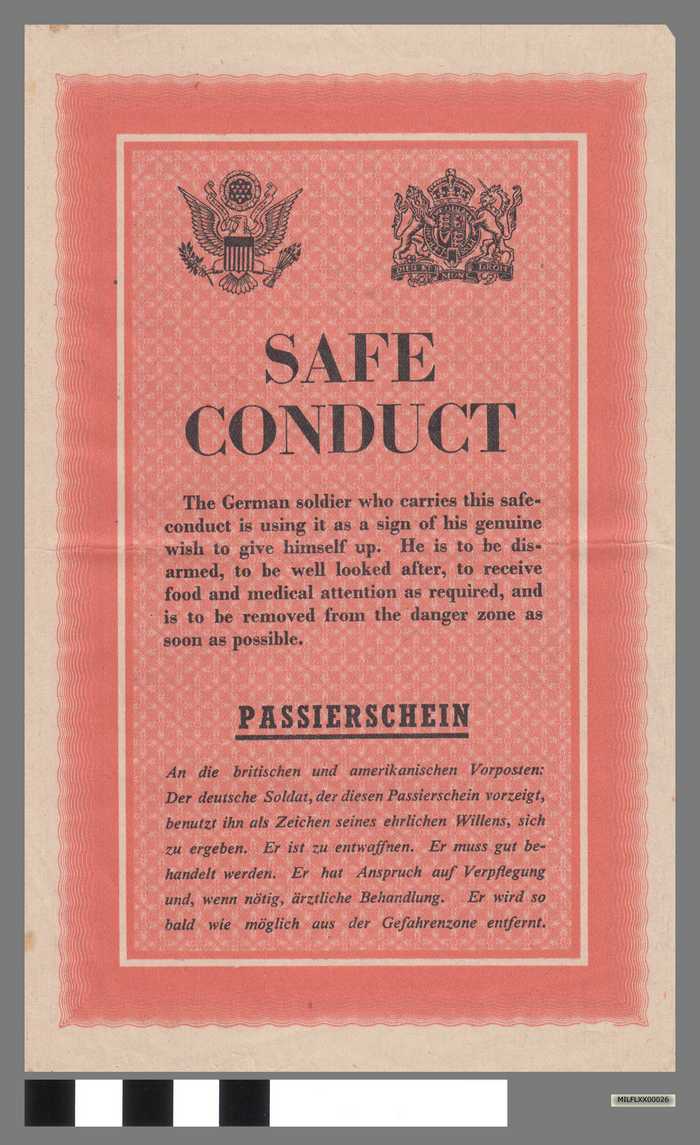 DIEU ET MON DROIT
SAFE
CONDUCT
The German soldier who carries this safe-
conduct is using it as a sign of his genuine
wish to give himself up. He is to be dis-
armed, to be well looked after, to receive
food and medical attention as required, and
is to be removed from the danger zone as
soon as possible.
PASSIERSCHEIN
An die britischen und amerikanischen Vorposten:
Der deutsche Soldat, der diesen Passierschein vorzeigt,
benutzt ihn als Zeichen seines ehrlichen Willens, sich
zu ergeben. Er ist zu entwaffnen. Er muss gut be-
handelt werden. Er hat Anspruch auf Verpflegung
und, wenn nötig, ärztliche Behandlung. Er wird so
bald wie möglich aus der Gefahrenzone entfernt.
MILFLXX00026